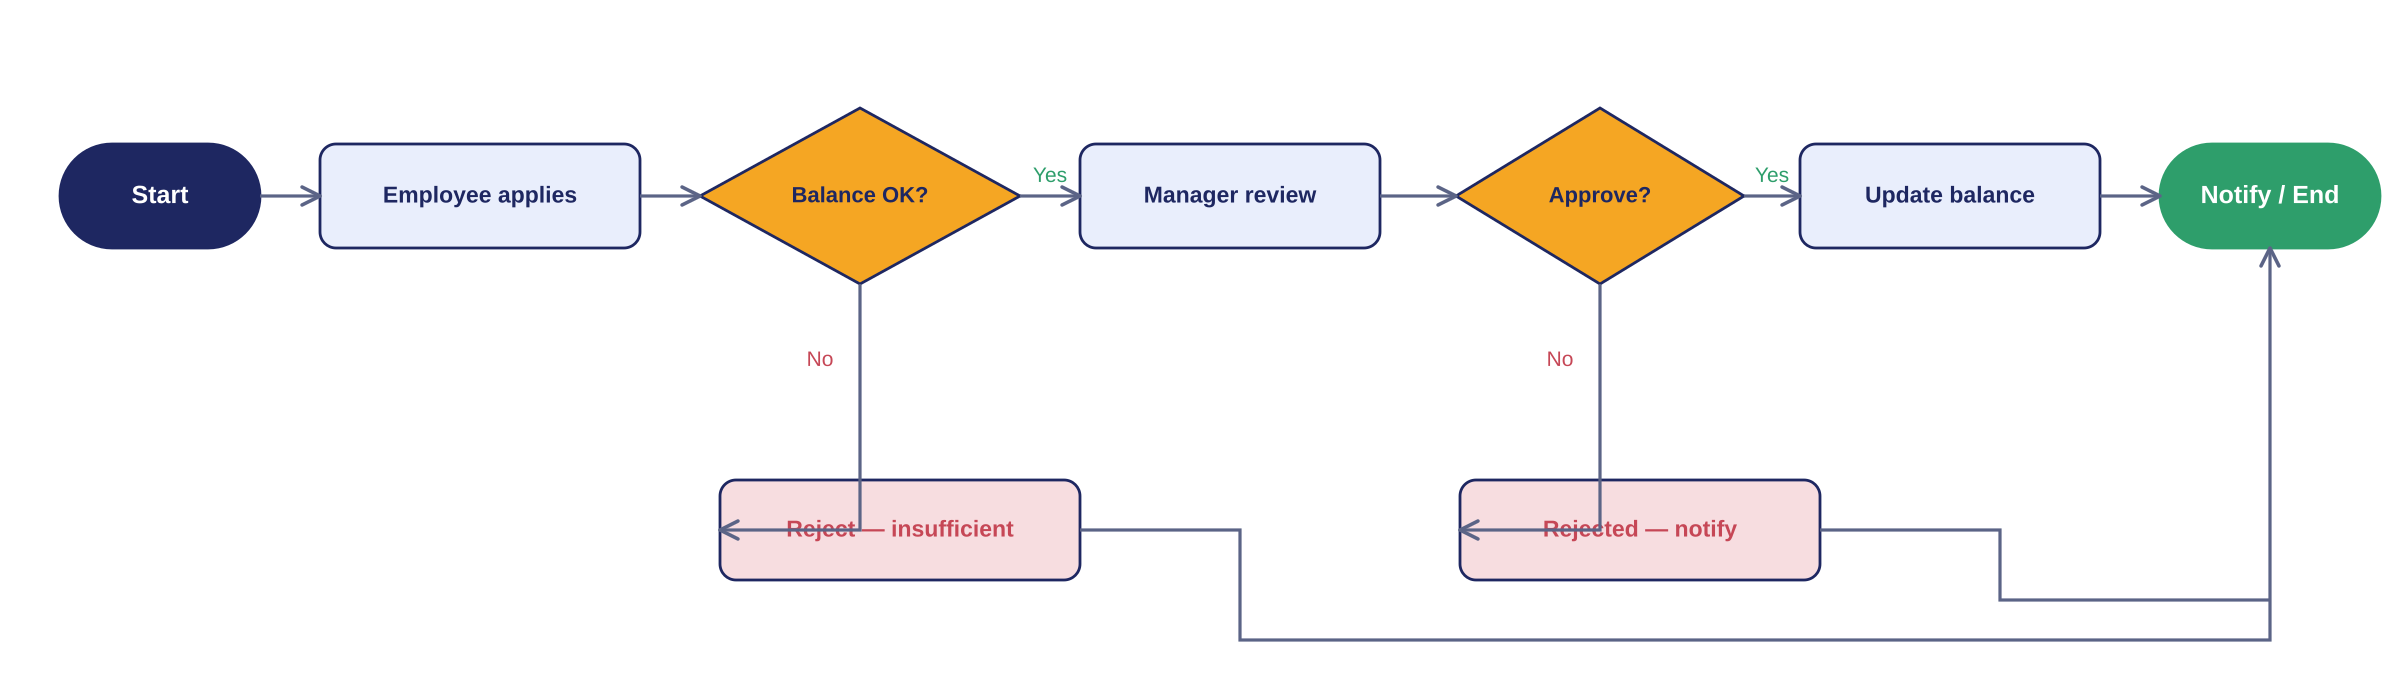 Start
Employee applies
Balance OK?
Yes
Manager review
Approve?
Yes
Update balance
Notify / End
No
No
Reject — insufficient
Rejected — notify